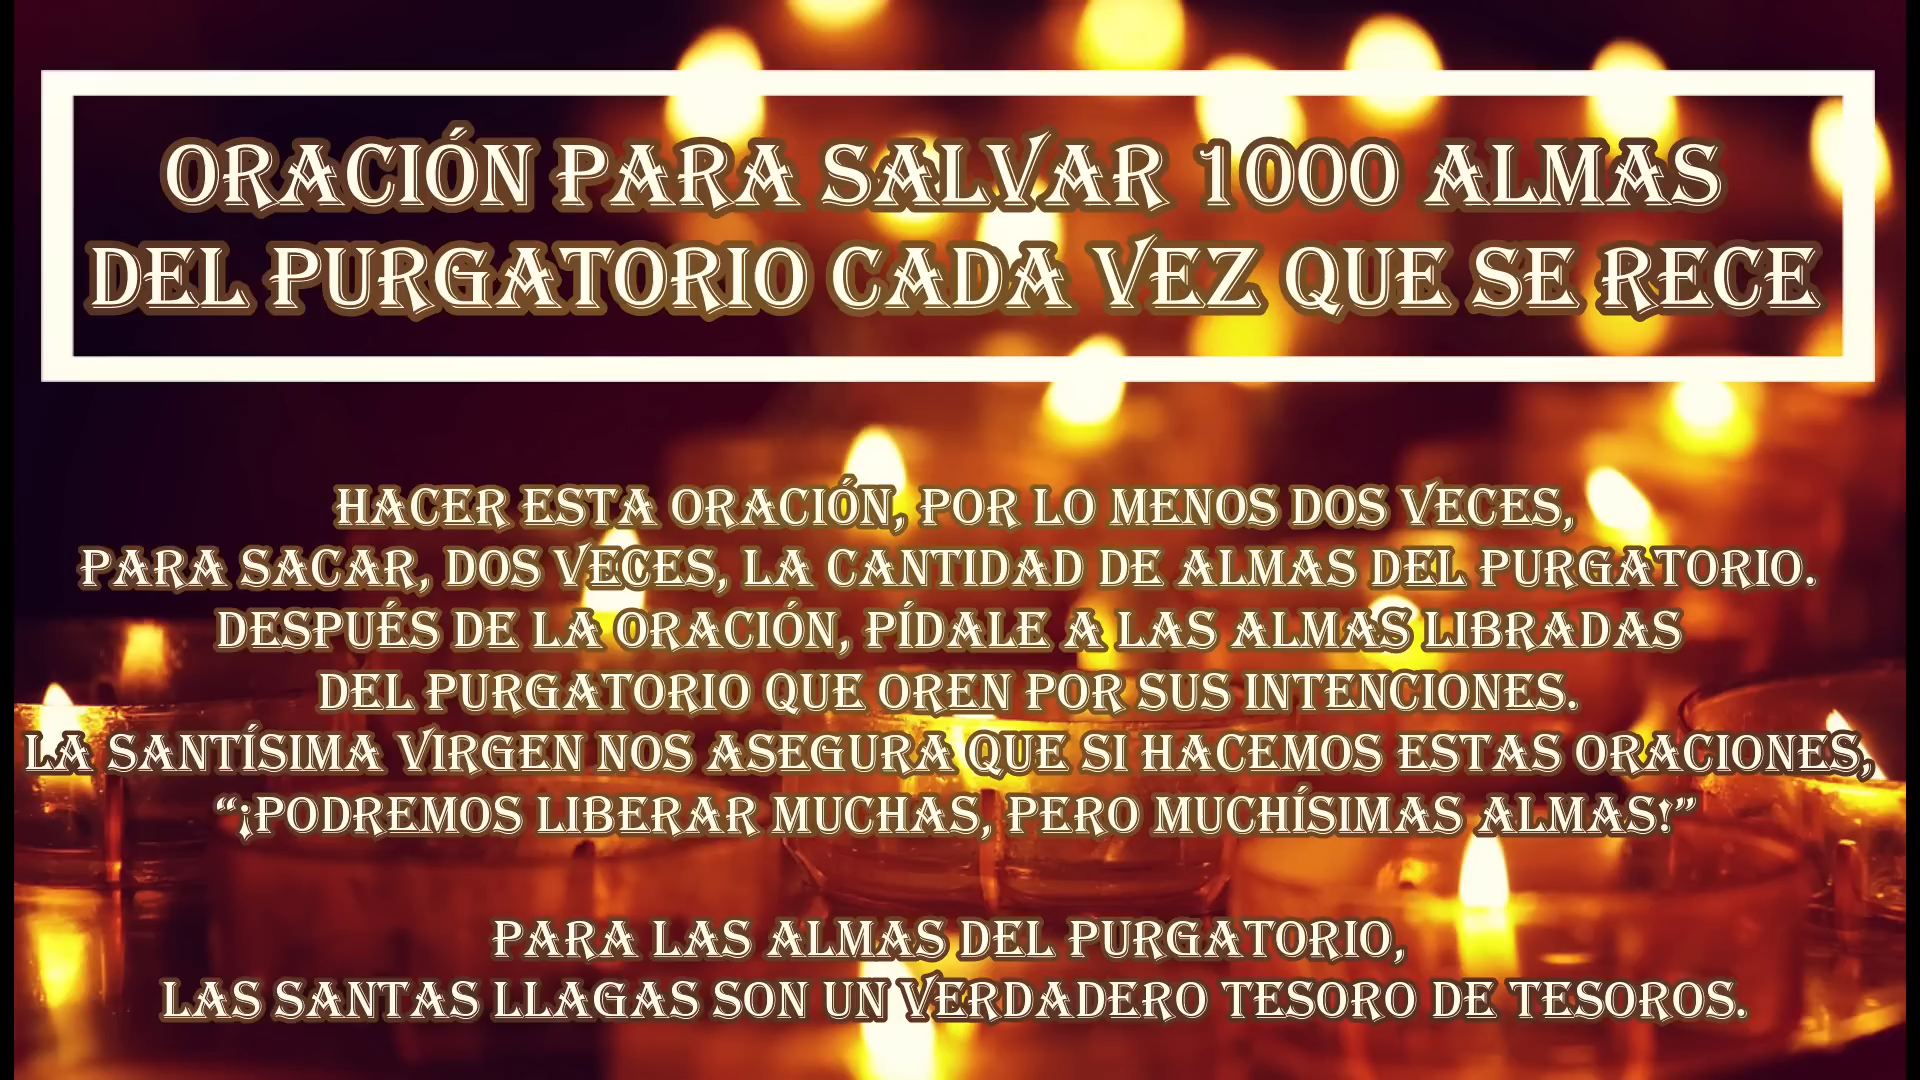 ORACIÓN PARA SALVAR 1000 ALMAS
DEL PURGATORIO CADA VEZ QUE SE RECE
HACER ESTA ORACIÓN, POR LO MENOS DOS VECES,
PARA SACAR, DOS VECES, LA CANTIDAD DE ALMAS DEL PURGATORIO.
DESPUÉS DE LA ORACIÓN, PÍDALE A LAS ALMAS LIBRADAS
DEL PURGATORIO QUE OREN POR SUS INTENCIONES.
LA SANTÍSIMA VIRGEN NOS ASEGURA QUE SI HACEMOS ESTAS ORACIONES,
“¡PODREMOS LIBERAR MUCHAS, PERO MUCHÍSIMAS ALMAS!”
PARA LAS ALMAS DEL PURGATORIO,
LAS SANTAS LLAGAS SON UN VERDADERO TESORO DE TESOROS.